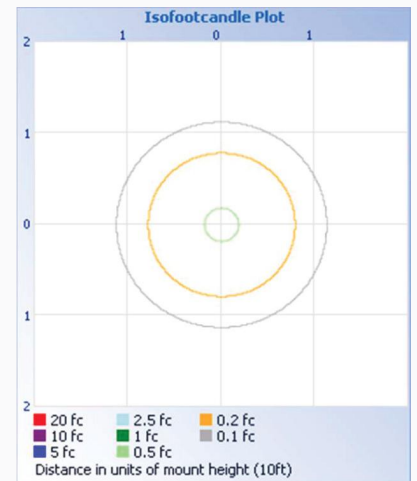 Isofootcandle Plot
1 0 1
2
1
0
1
2
20 fc 2.5 fc 0.2 fc
10 fc 1 fc 0.1 fc
5 fc 0.5 fc
Distance in units of mount height (10ft)